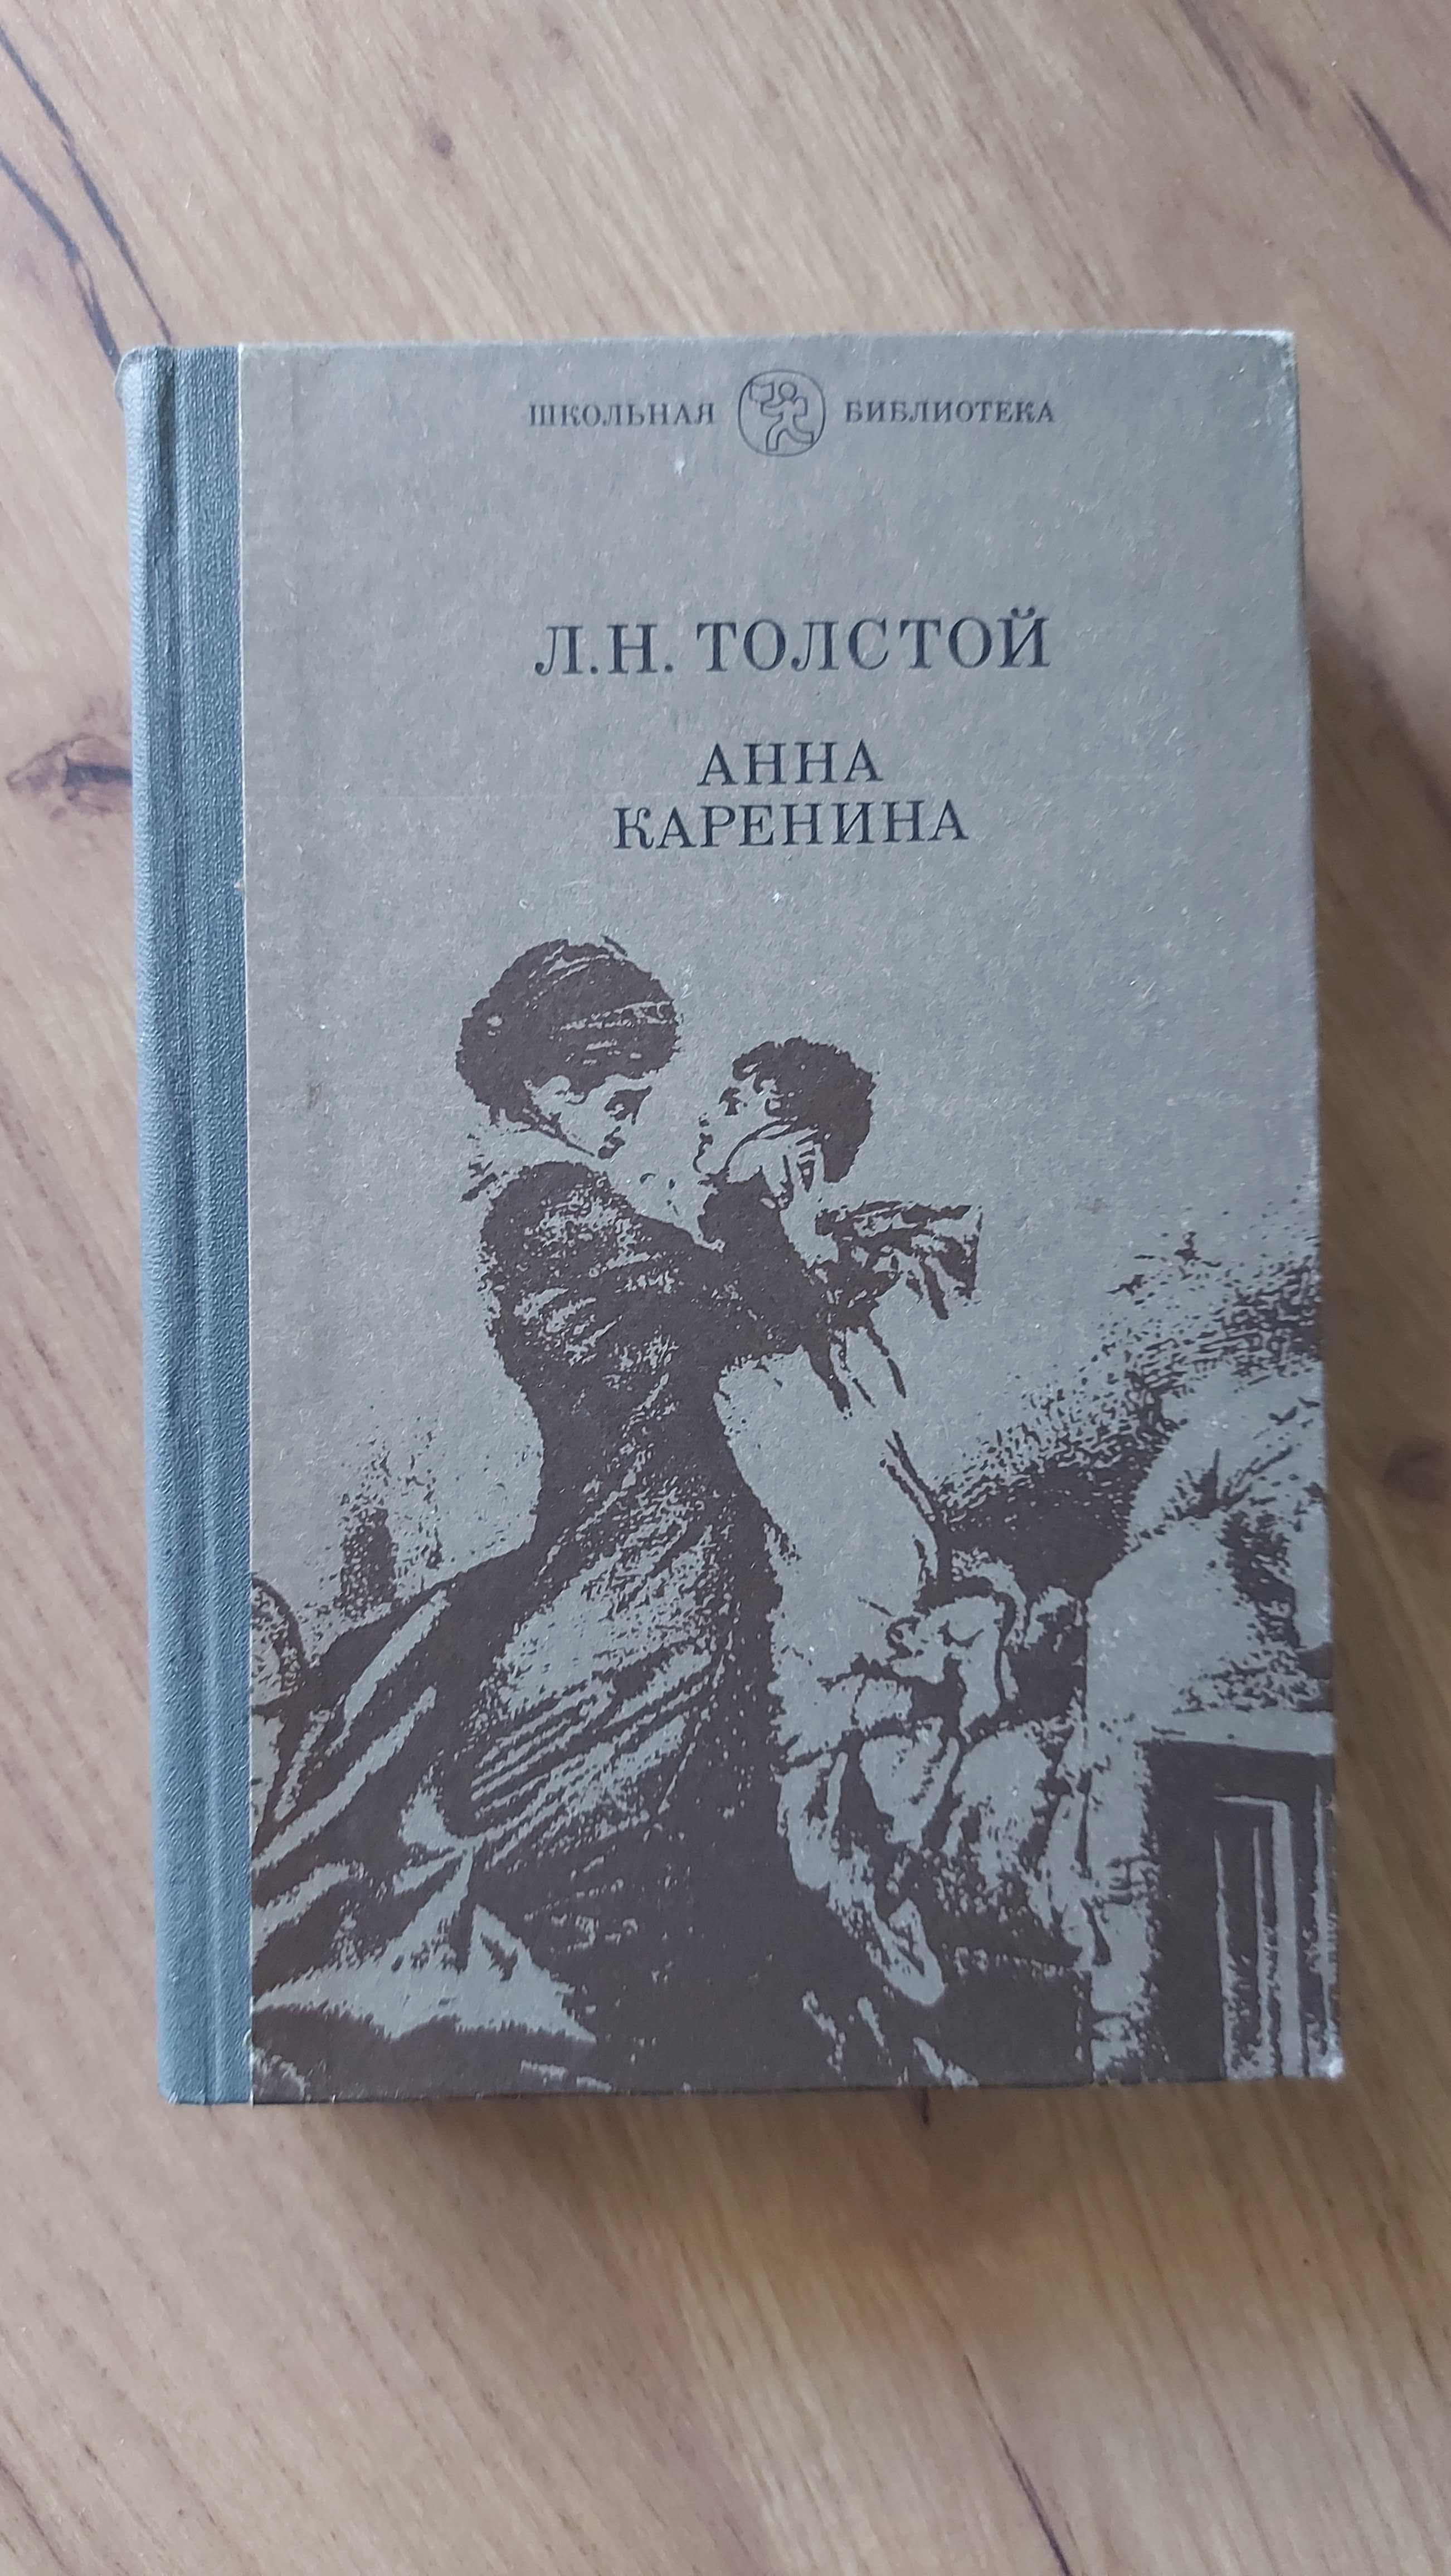 ШКОЛЬНАЯ БИБЛИОТЕКА
Л.Н. ТОЛСТОЙ
АННА
КАРЕНИНА